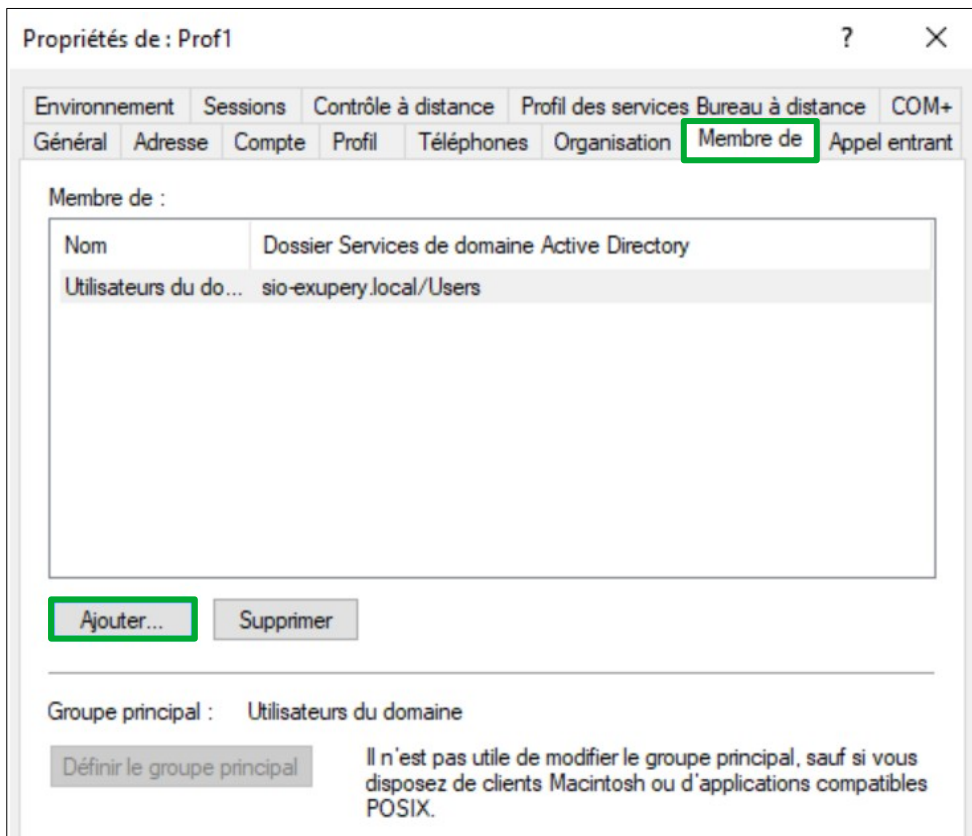 Propriétés de : Prof1 ? ×
Environnement Sessions Contrôle à distance Profil des services Bureau à distance COM+
Général Adresse Compte Profil Téléphones Organisation Membre de Appel entrant
Membre de :
Nom Dossier Services de domaine Active Directory
Utilisateurs du do... sio-exupery.local/Users
Ajouter... Supprimer
Groupe principal : Utilisateurs du domaine
Définir le groupe principal
Il n'est pas utile de modifier le groupe principal, sauf si vous
disposez de clients Macintosh ou d'applications compatibles
POSIX.